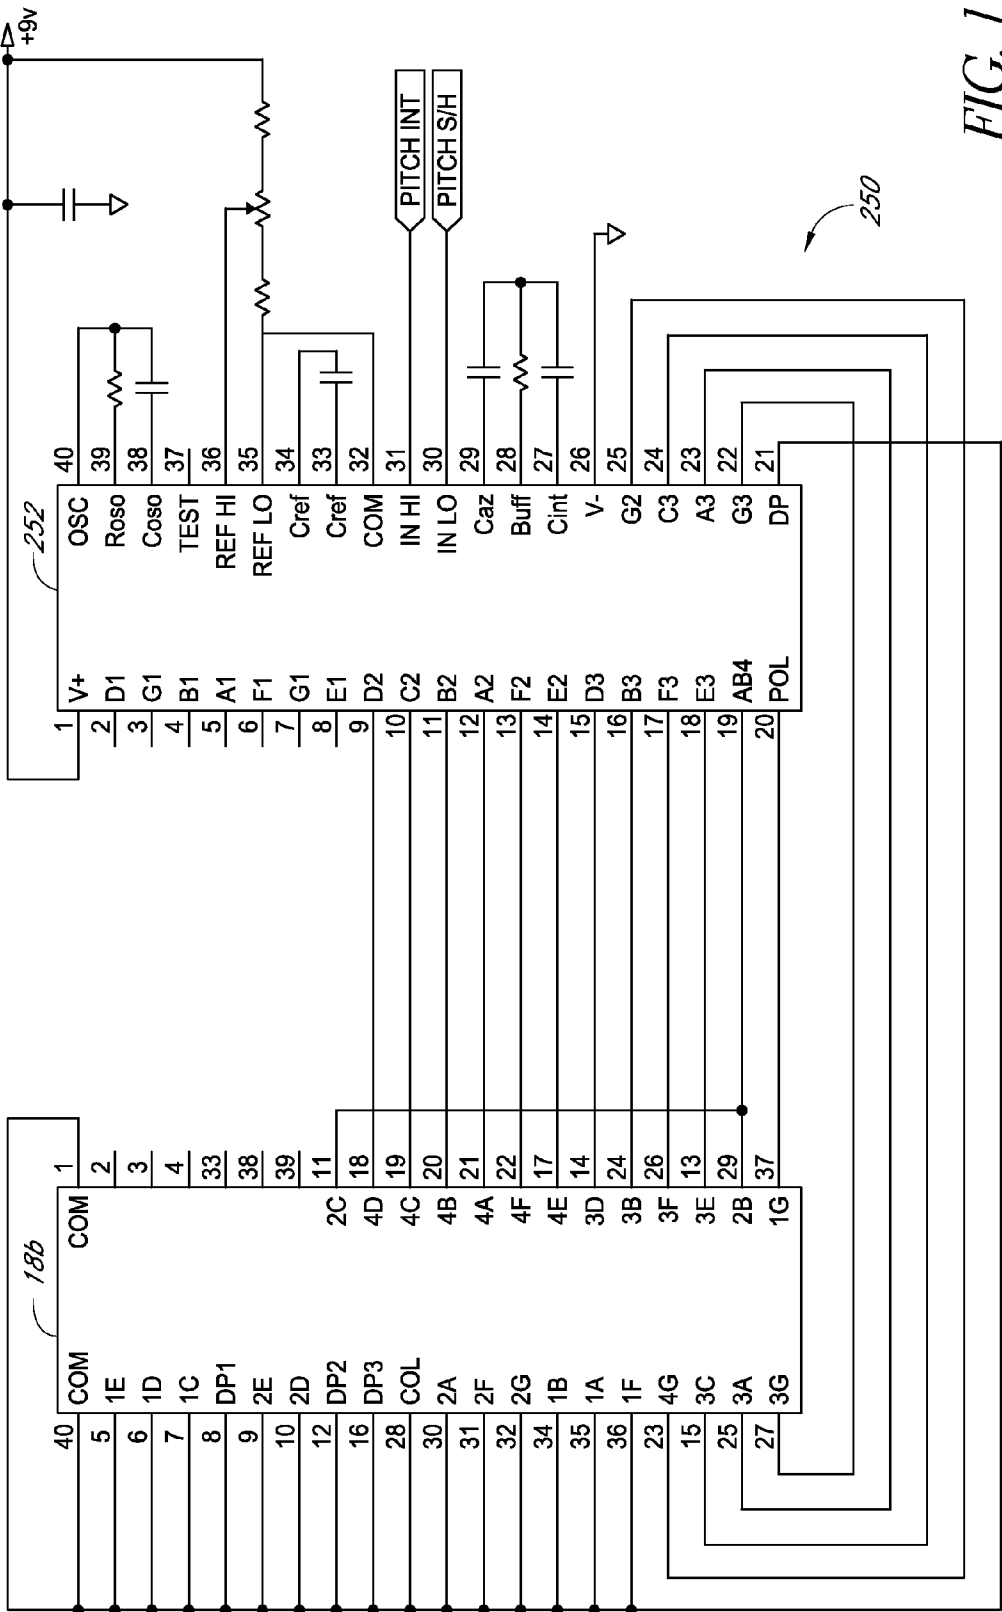 +9v
252
1 V+
2 D1
3 G1
4 B1
5 A1
6 F1
7 G1
8 E1
9 D2
10 C2
11 B2
12 A2
13 F2
14 E2
15 D3
16 B3
17 F3
18 E3
19 AB4
20 POL
OSC 40
Roso 39
Coso 38
TEST 37
REF HI 36
REF LO 35
Cref 34
Cref 33
COM 32
IN HI 31
IN LO 30
Caz 29
Buff 28
Cint 27
V- 26
G2 25
C3 24
A3 23
G3 22
DP 21
PITCH INT
PITCH S/H
250
18b
40 COM
5 1E
6 1D
7 1C
8 DP1
9 2E
10 2D
12 DP2
16 DP3
28 COL
30 2A
31 2F
32 2G
34 1B
35 1A
36 1F
23 4G
15 3C
25 3A
27 3G
COM 1
2
3
4
33
38
39
2C 11
4D 18
4C 19
4B 20
4A 21
4F 22
4E 17
3D 14
3B 24
3F 26
3E 13
2B 29
1G 37
FIG. 1